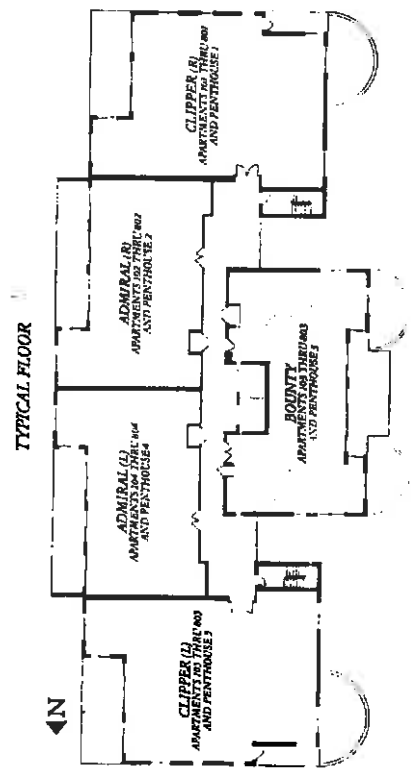 TYPICAL FLOOR
N
CLIPPER (L)
APARTMENTS 103 THRU 803
AND PENTHOUSE 3
ADMIRAL (L)
APARTMENTS 104 THRU 804
AND PENTHOUSE 4
ADMIRAL (R)
APARTMENTS 102 THRU 802
AND PENTHOUSE 2
CLIPPER (R)
APARTMENTS 101 THRU 801
AND PENTHOUSE 1
BOUNTY
APARTMENTS 105 THRU 805
AND PENTHOUSE 5